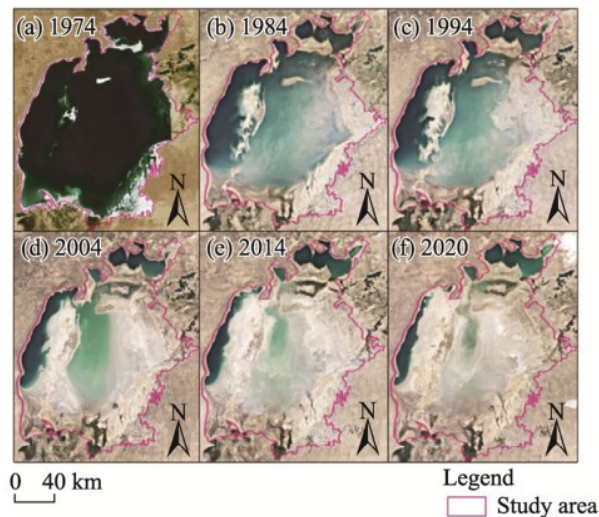 (a) 1974
(b) 1984
(c) 1994
N
N
N
(d) 2004
(e) 2014
(f) 2020
N
N
N
0 40 km
Legend
Study area